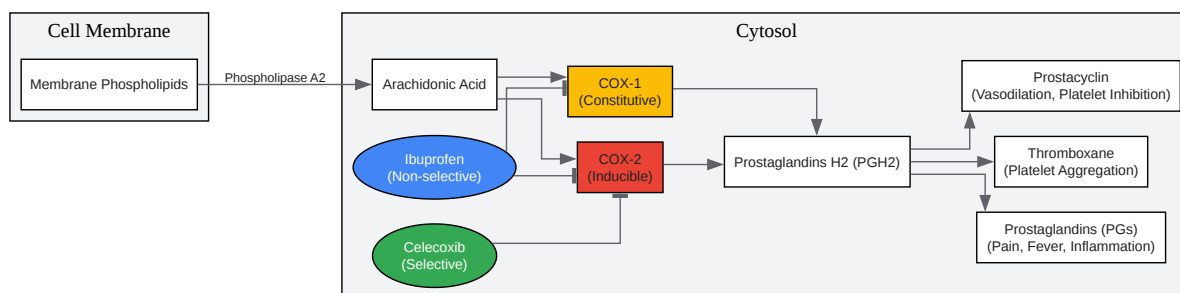 Cell Membrane
Membrane Phospholipids
Phospholipase A2
Cytosol
Arachidonic Acid
COX-1
(Constitutive)
Ibuprofen
(Non-selective)
COX-2
(Inducible)
Celecoxib
(Selective)
Prostaglandins H2 (PGH2)
Prostacyclin
(Vasodilation, Platelet Inhibition)
Thromboxane
(Platelet Aggregation)
Prostaglandins (PGs)
(Pain, Fever, Inflammation)